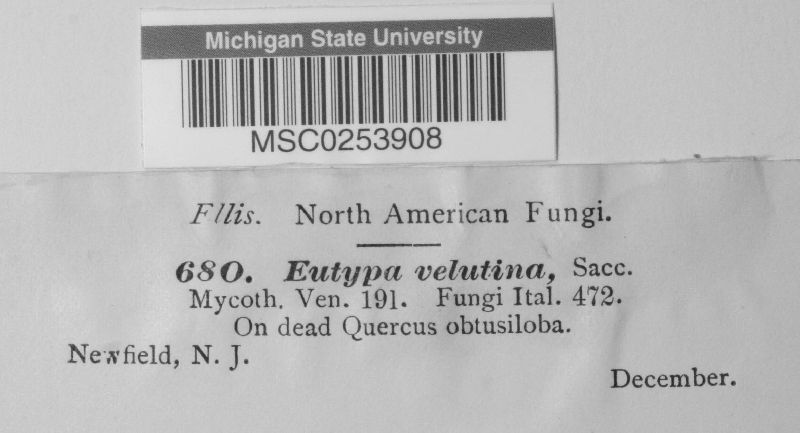 Michigan State University
MSC0253908
Ellis. North American Fungi.
680. Eutypa velutina, Sacc.
Mycoth. Ven. 191. Fungi Ital. 472.
On dead Quercus obtusiloba.
Newfield, N. J.
December.